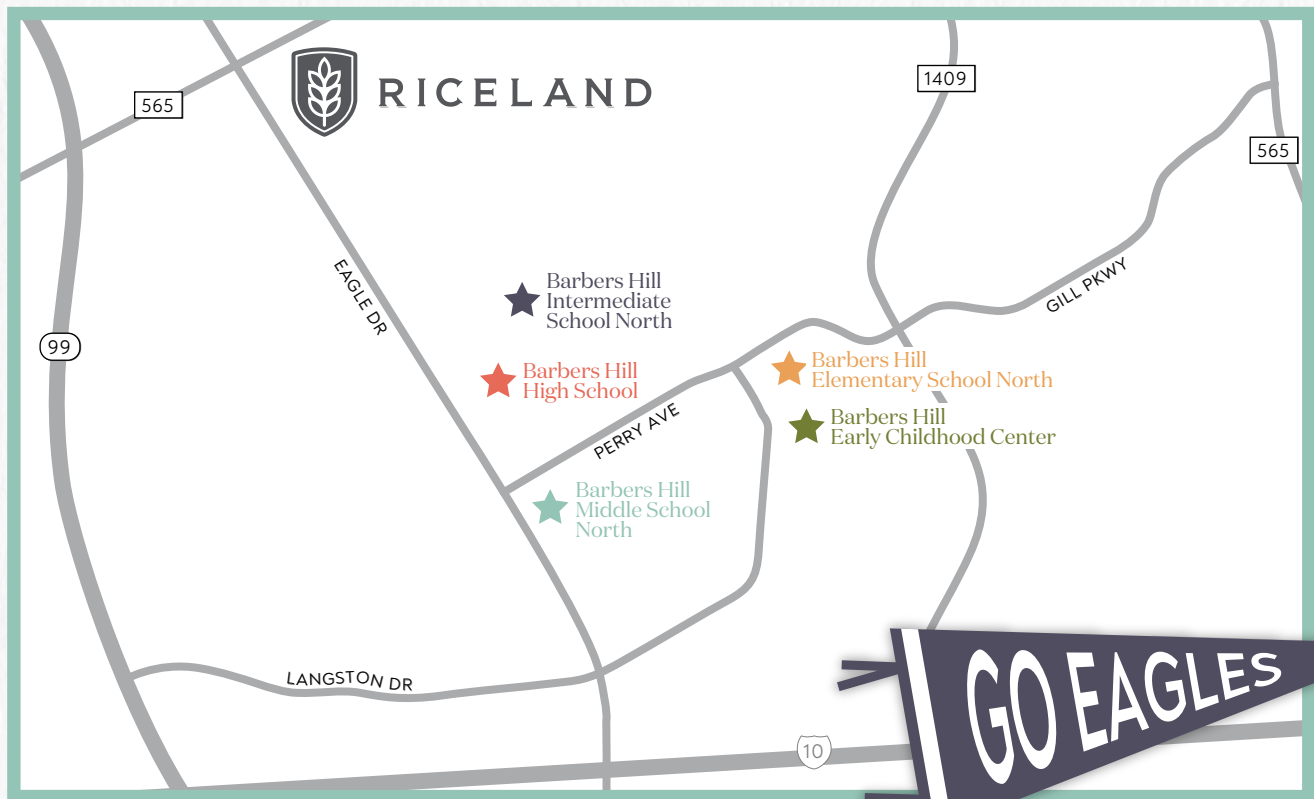 RICELAND
1409
565
565
EAGLE DR
GILL PKWY
Barbers Hill
Intermediate
School North
99
Barbers Hill
Elementary School North
Barbers Hill
High School
PERRY AVE
Barbers Hill
Early Childhood Center
Barbers Hill
Middle School
North
LANGSTON DR
GO EAGLES
10